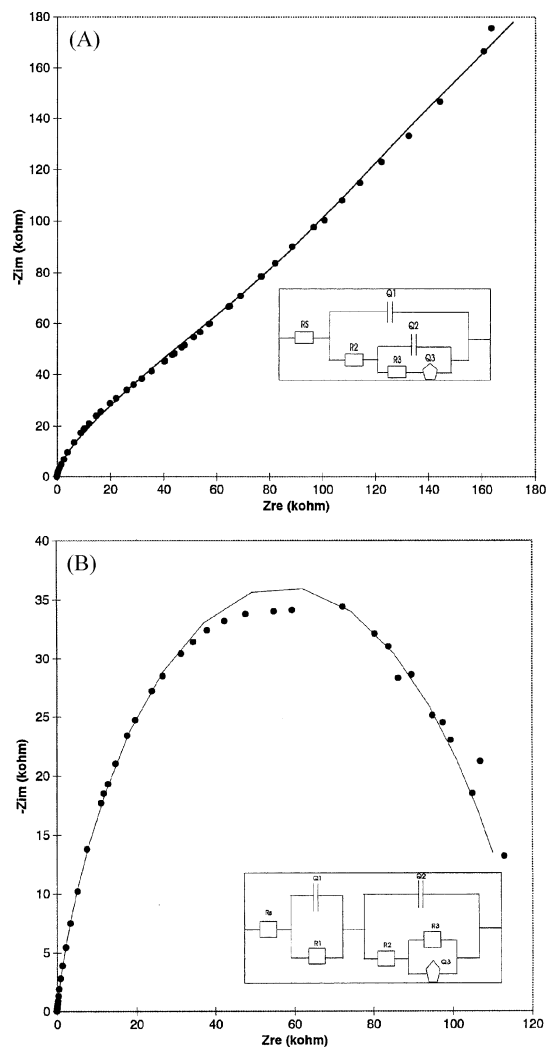 (A)
-Zim (kohm)
180
160
140
120
100
80
60
40
20
0
Q1
RS
Q2
R2
R3
Q3
0 20 40 60 80 100 120 140 160 180
Zre (kohm)
(B)
-Zim (kohm)
40
35
30
25
20
15
10
5
0
Q1
Q2
Rs
R3
R1
R2
Q3
0 20 40 60 80 100 120
Zre (kohm)